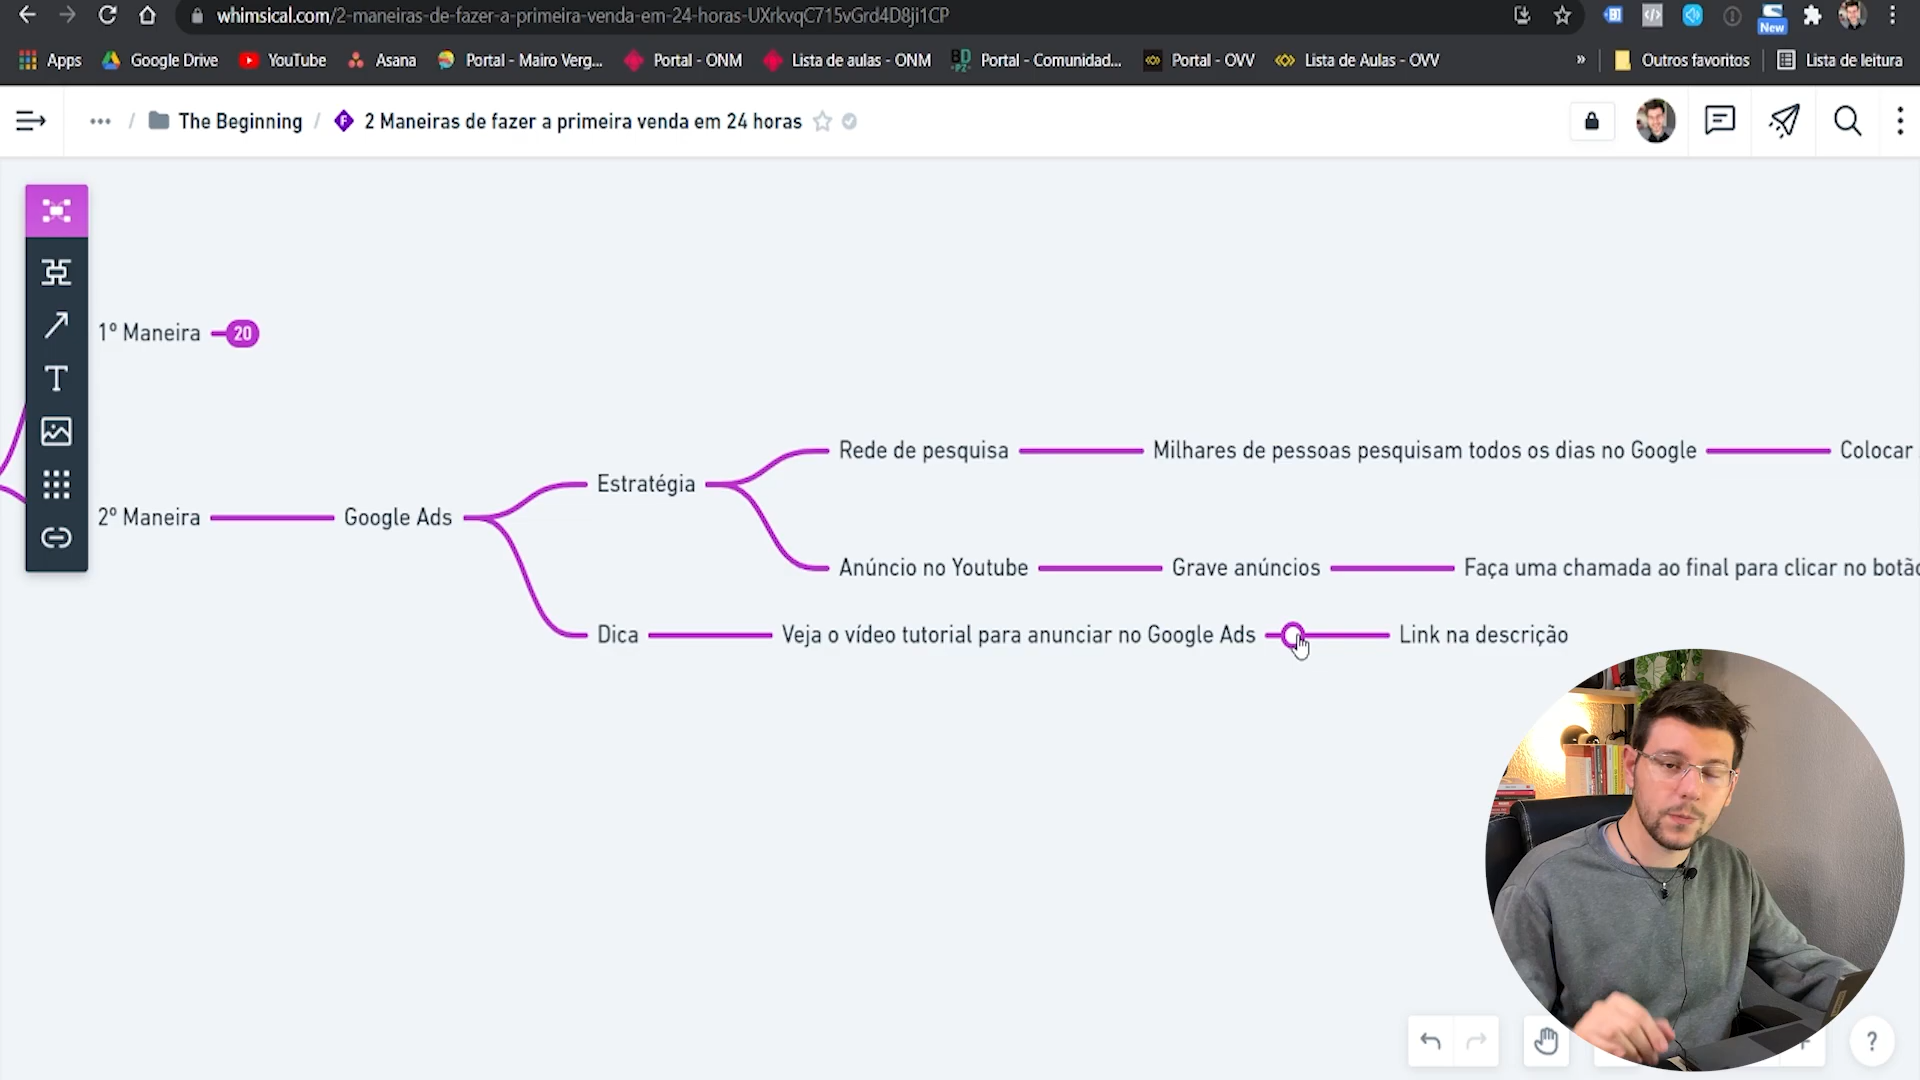 whimsical.com/2-maneiras-de-fazer-a-primeira-venda-em-24-horas-UXrkvqC715vGrd4D8ji1CP
New
Apps Google Drive YouTube Asana Portal - Mairo Verg... Portal - ONM Lista de aulas - ONM Portal - Comunidad... Portal - OVV Lista de Aulas - OVV » Outros favoritos Lista de leitura
... / The Beginning / 2 Maneiras de fazer a primeira venda em 24 horas
1º Maneira 20
Rede de pesquisa Milhares de pessoas pesquisam todos os dias no Google Colocar
Estratégia
2º Maneira Google Ads
Anúncio no Youtube Grave anúncios Faça uma chamada ao final para clicar no botão
Dica Veja o vídeo tutorial para anunciar no Google Ads Link na descrição
?